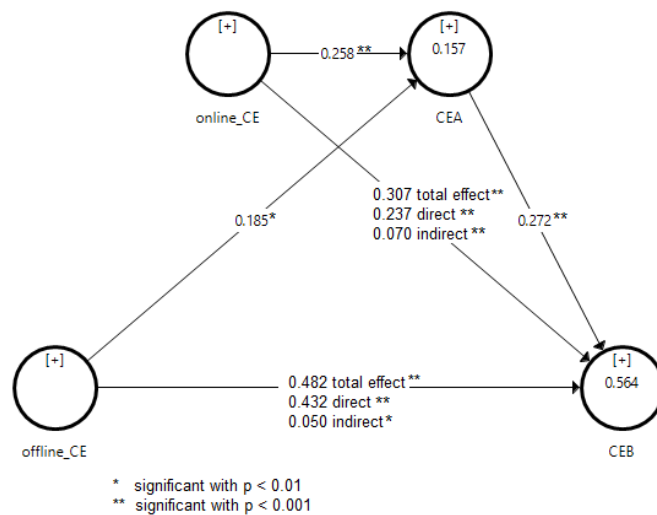 [+]
[+]
0.258 **
0.157
online_CE
CEA
0.307 total effect**
0.237 direct **
0.070 indirect **
0.185*
0.272 **
[+]
[+]
0.564
0.482 total effect **
0.432 direct **
0.050 indirect*
offline_CE
CEB
* significant with p < 0.01
** significant with p < 0.001